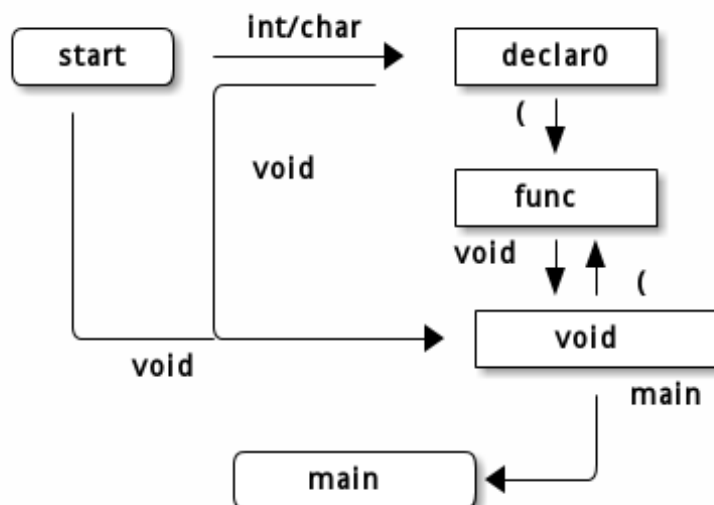 int/char
start
declar0
(
void
func
void
(
void
void
main
main